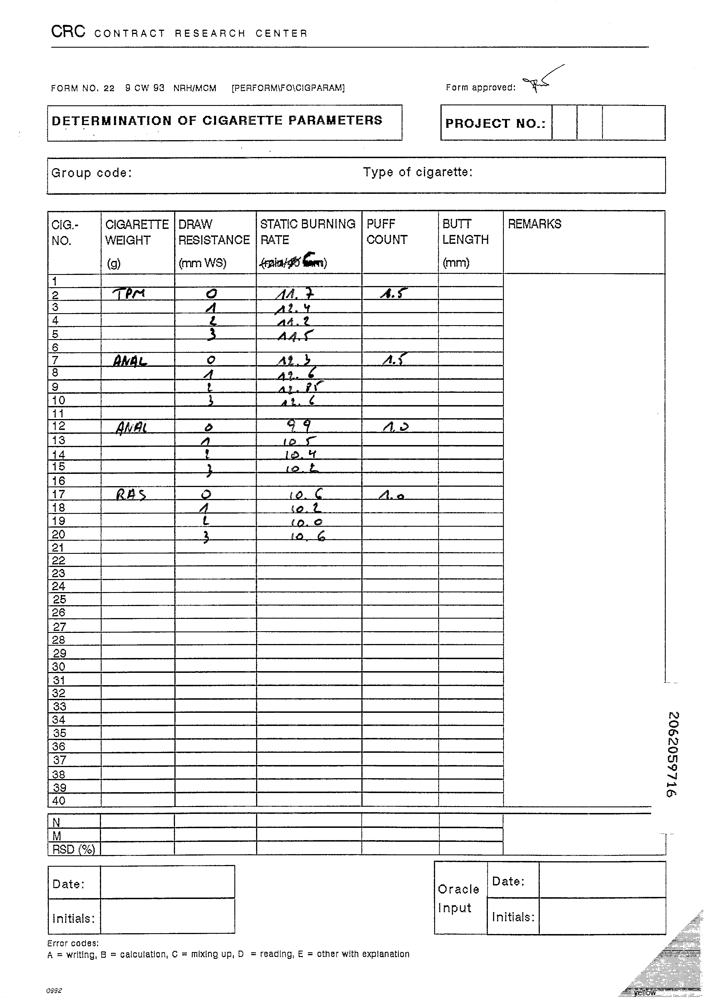 CRC CONTRACT RESEARCH CENTER
FORM NO. 22 9 CW 93 NRH/MCM [PERFORM\FO\CIGPARAM] Form approved:
DETERMINATION OF CIGARETTE PARAMETERS PROJECT NO.:
Group code: Type of cigarette:
CIG.- CIGARETTE DRAW STATIC BURNING PUFF BUTT REMARKS
NO. WEIGHT RESISTANCE RATE COUNT LENGTH
(g) (mm WS) (mm)
1
2 TPM 0 11.7 1.5
3 1 12.4
4 2 11.2
5 3 11.5
6
7 ANAL 0 12.3 1.5
8 1 12.6
9 2 12.85
10 3 12.6
11
12 ANAL 0 9.9 1.0
13 1 10.5
14 2 10.4
15 3 10.2
16
17 RAS 0 10.6 1.0
18 1 10.2
19 2 10.0
20 3 10.6
21
22
23
24
25
26
27
28
29
30
31
32
33
34
35
36
37
38
39
40
N
M
RSD (%)
2062059716
Date: Oracle Date:
Initials: Input Initials:
Error codes:
A = writing, B = calculation, C = mixing up, D = reading, E = other with explanation
0992
yellow